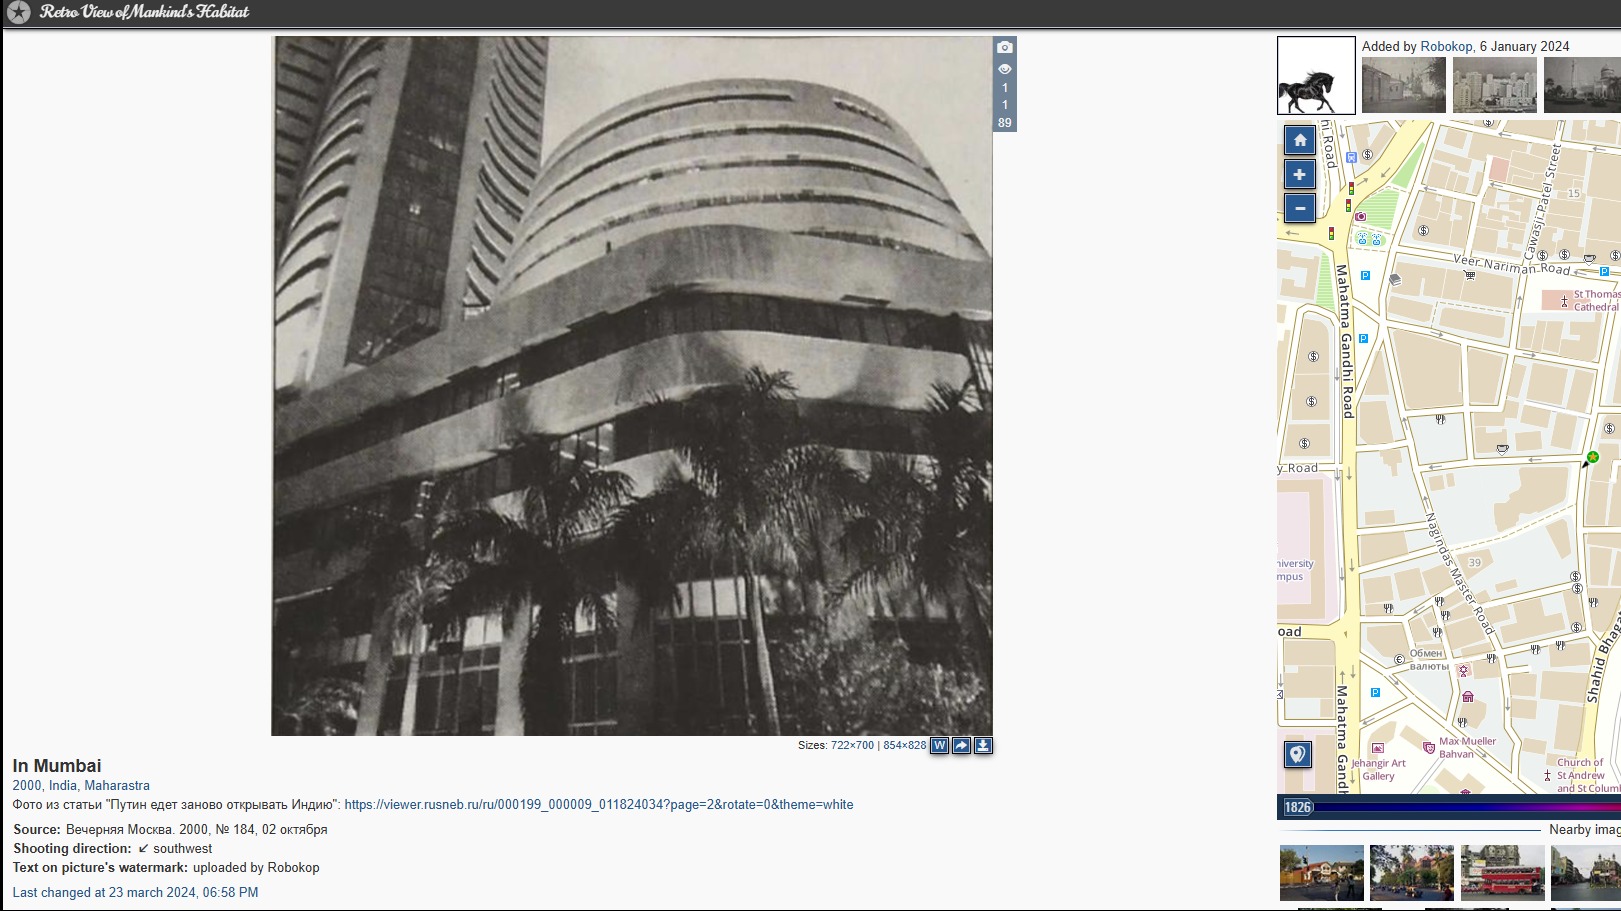 Retro View of Mankind's Habitat
1
1
89
Sizes: 722×700 | 854×828
W
In Mumbai
2000, India, Maharastra
Фото из статьи "Путин едет заново открывать Индию": https://viewer.rusneb.ru/ru/000199_000009_011824034?page=2&rotate=0&theme=white
Source: Вечерняя Москва. 2000, № 184, 02 октября
Shooting direction: ↙ southwest
Text on picture's watermark: uploaded by Robokop
Last changed at 23 march 2024, 06:58 PM
Added by Robokop, 6 January 2024
hi Road
Cawasji Patel Street
15
Veer Nariman Road
St Thomas
Cathedral
Mahatma Gandhi Road
y Road
niversity
mpus
Nagindas Master Road
39
oad
Обмен
валюты
Shahid Bhagat
Mahatma Gandh
Max Mueller
Bahvan
Jehangir Art
Gallery
Church of
St Andrew
and St Colum
1826
Nearby imag